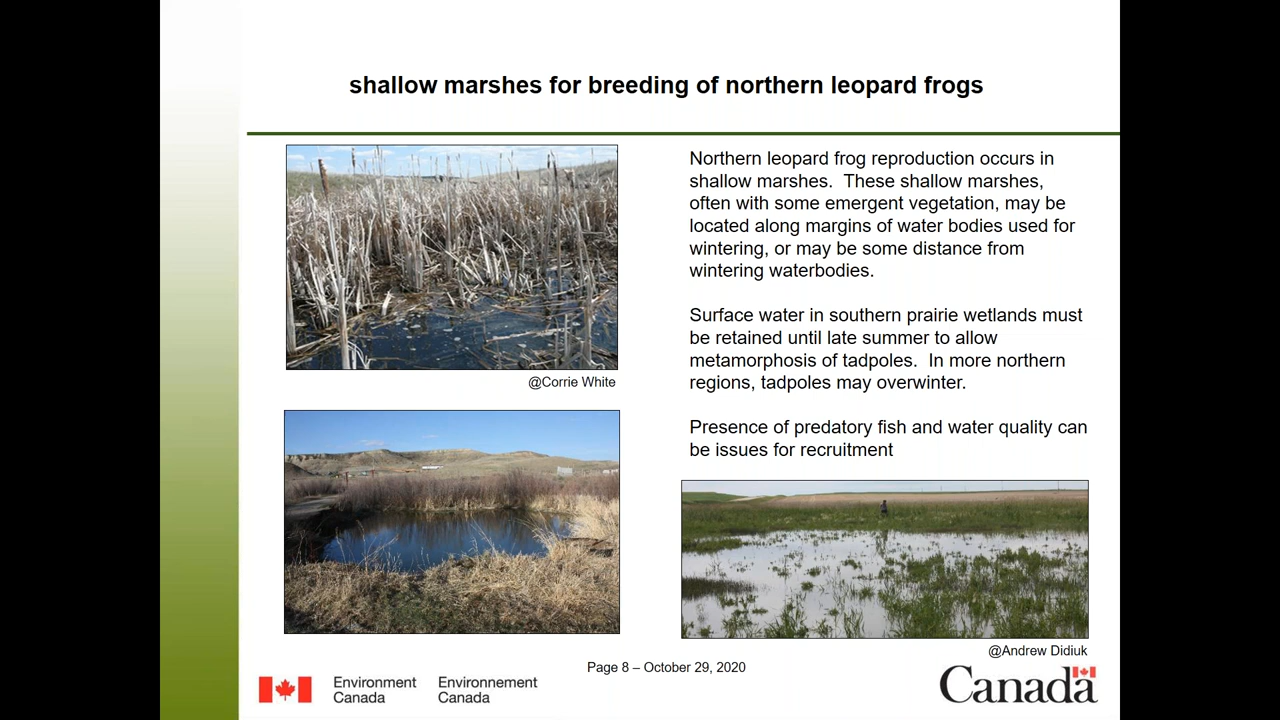 shallow marshes for breeding of northern leopard frogs
Northern leopard frog reproduction occurs in
shallow marshes.  These shallow marshes,
often with some emergent vegetation, may be
located along margins of water bodies used for
wintering, or may be some distance from
wintering waterbodies.
Surface water in southern prairie wetlands must
be retained until late summer to allow
metamorphosis of tadpoles.  In more northern
regions, tadpoles may overwinter.
Presence of predatory fish and water quality can
be issues for recruitment
@Corrie White
@Andrew Didiuk
Page 8 – October 29, 2020
Environment
Canada
Environnement
Canada
Canada